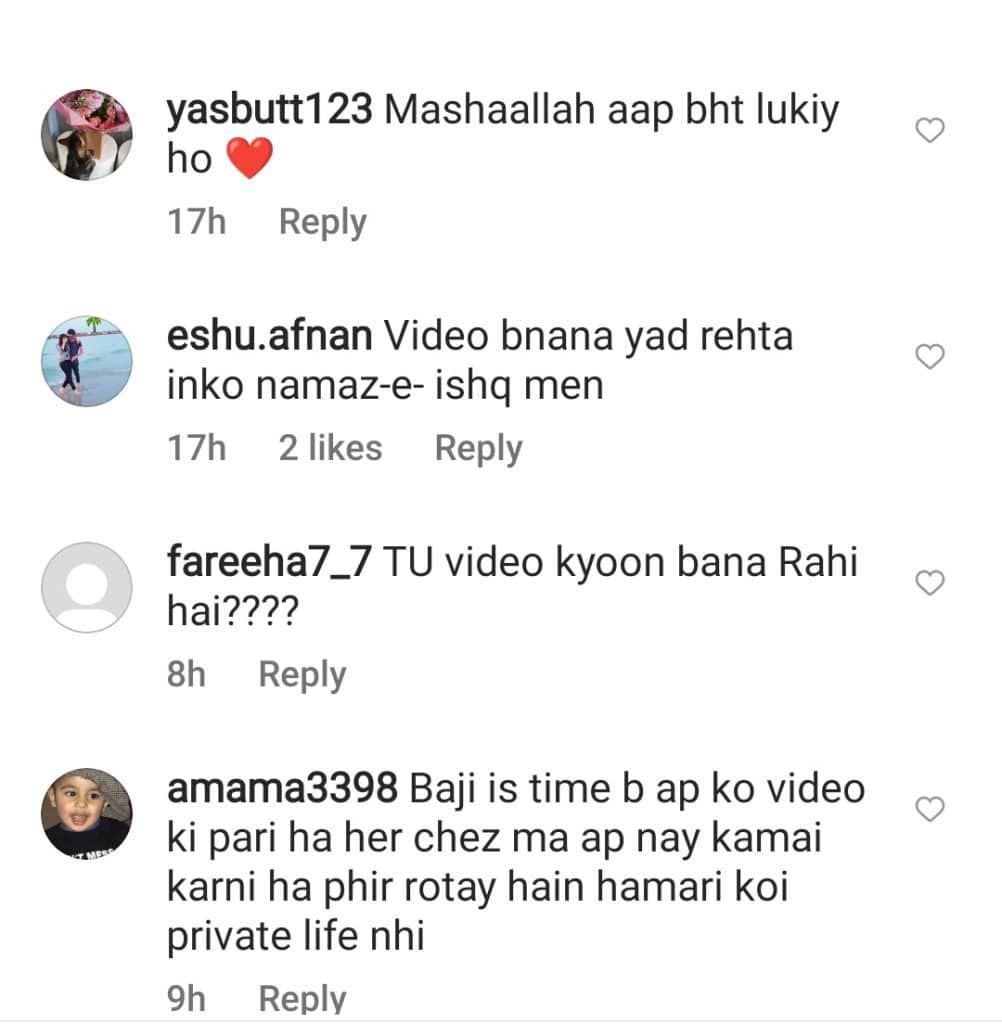 yasbutt123 Mashaallah aap bht lukiy
ho ❤️
17h Reply
eshu.afnan Video bnana yad rehta
inko namaz-e- ishq men
17h 2 likes Reply
fareeha7_7 TU video kyoon bana Rahi
hai????
8h Reply
amama3398 Baji is time b ap ko video
ki pari ha her chez ma ap nay kamai
karni ha phir rotay hain hamari koi
private life nhi
9h Reply